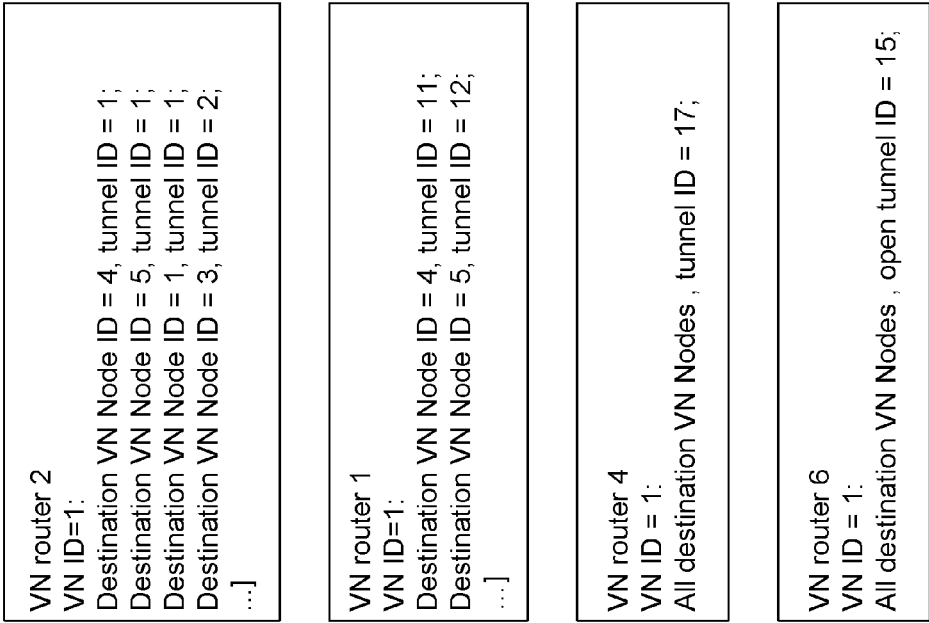 VN router 2
VN ID=1:
Destination VN Node ID = 4, tunnel ID = 1;
Destination VN Node ID = 5, tunnel ID = 1;
Destination VN Node ID = 1, tunnel ID = 1;
Destination VN Node ID = 3, tunnel ID = 2;
...]
VN router 1
VN ID=1:
Destination VN Node ID = 4, tunnel ID = 11;
Destination VN Node ID = 5, tunnel ID = 12;
...]
VN router 4
VN ID = 1:
All destination VN Nodes , tunnel ID = 17;
VN router 6
VN ID = 1:
All destination VN Nodes , open tunnel ID = 15;